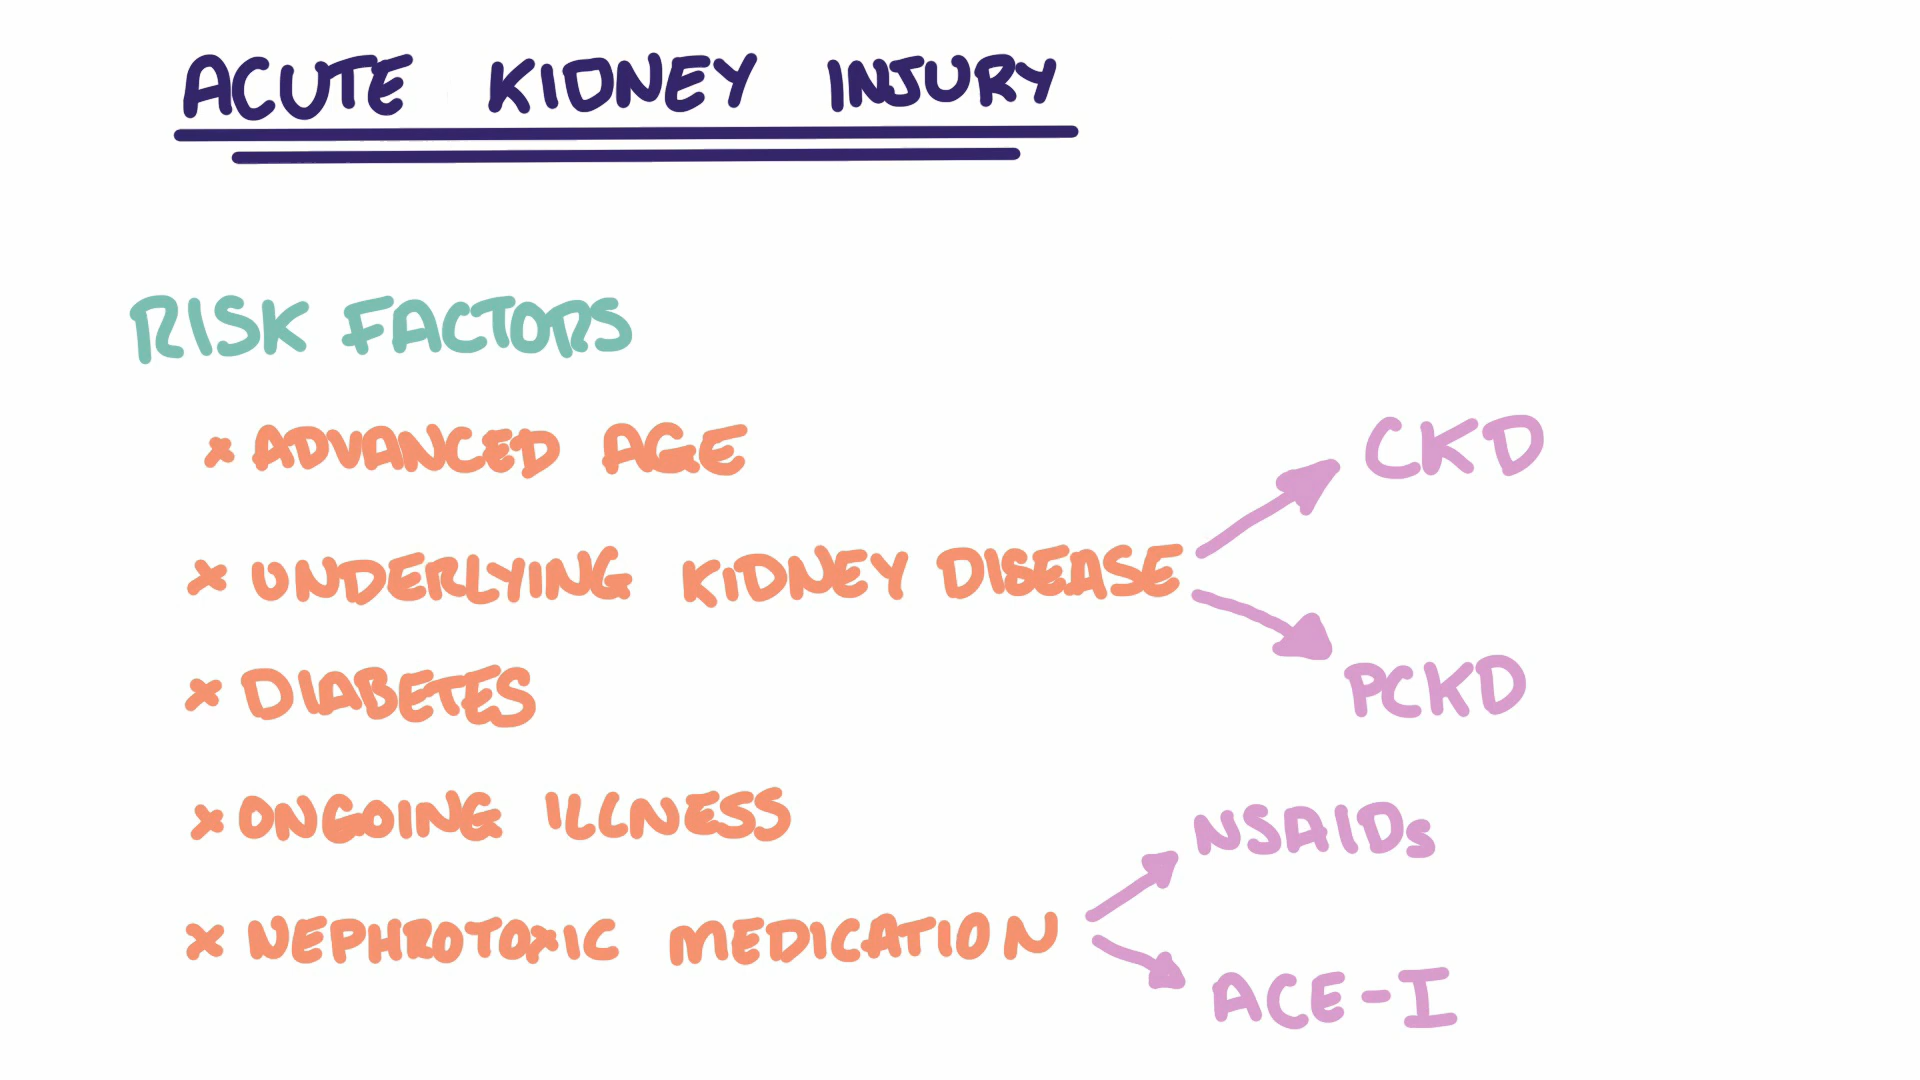 ACUTE KIDNEY INJURY
RISK FACTORS
× ADVANCED AGE
× UNDERLYING KIDNEY DISEASE
CKD
PCKD
× DIABETES
× ONGOING ILLNESS
× NEPHROTOXIC MEDICATION
NSAIDs
ACE-I